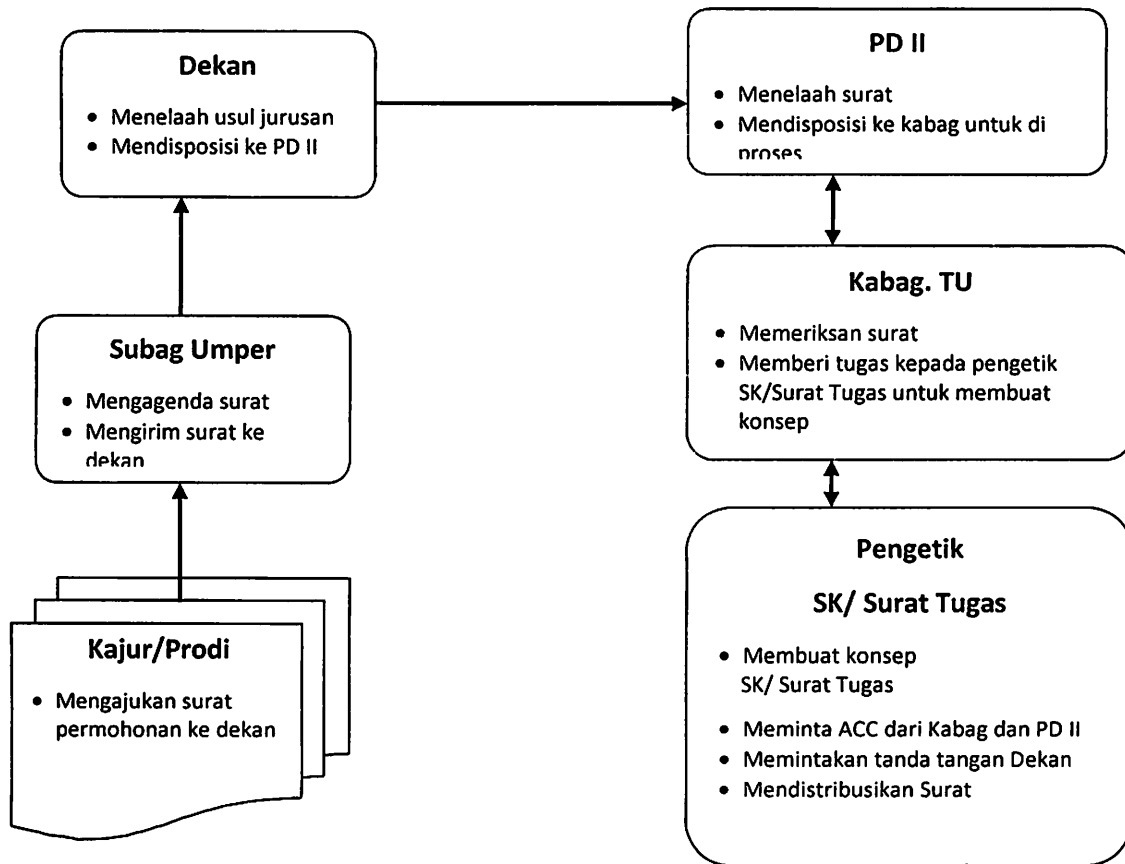 Dekan
• Menelaah usul jurusan
• Mendisposisi ke PD II
PD II
• Menelaah surat
• Mendisposisi ke kabag untuk di
proses
Kabag. TU
• Memeriksan surat
• Memberi tugas kepada pengetik
SK/Surat Tugas untuk membuat
konsep
Subag Umper
• Mengagenda surat
• Mengirim surat ke
dekan
Pengetik
SK/ Surat Tugas
• Membuat konsep
SK/ Surat Tugas
• Meminta ACC dari Kabag dan PD II
• Memintakan tanda tangan Dekan
• Mendistribusikan Surat
Kajur/Prodi
• Mengajukan surat
permohonan ke dekan